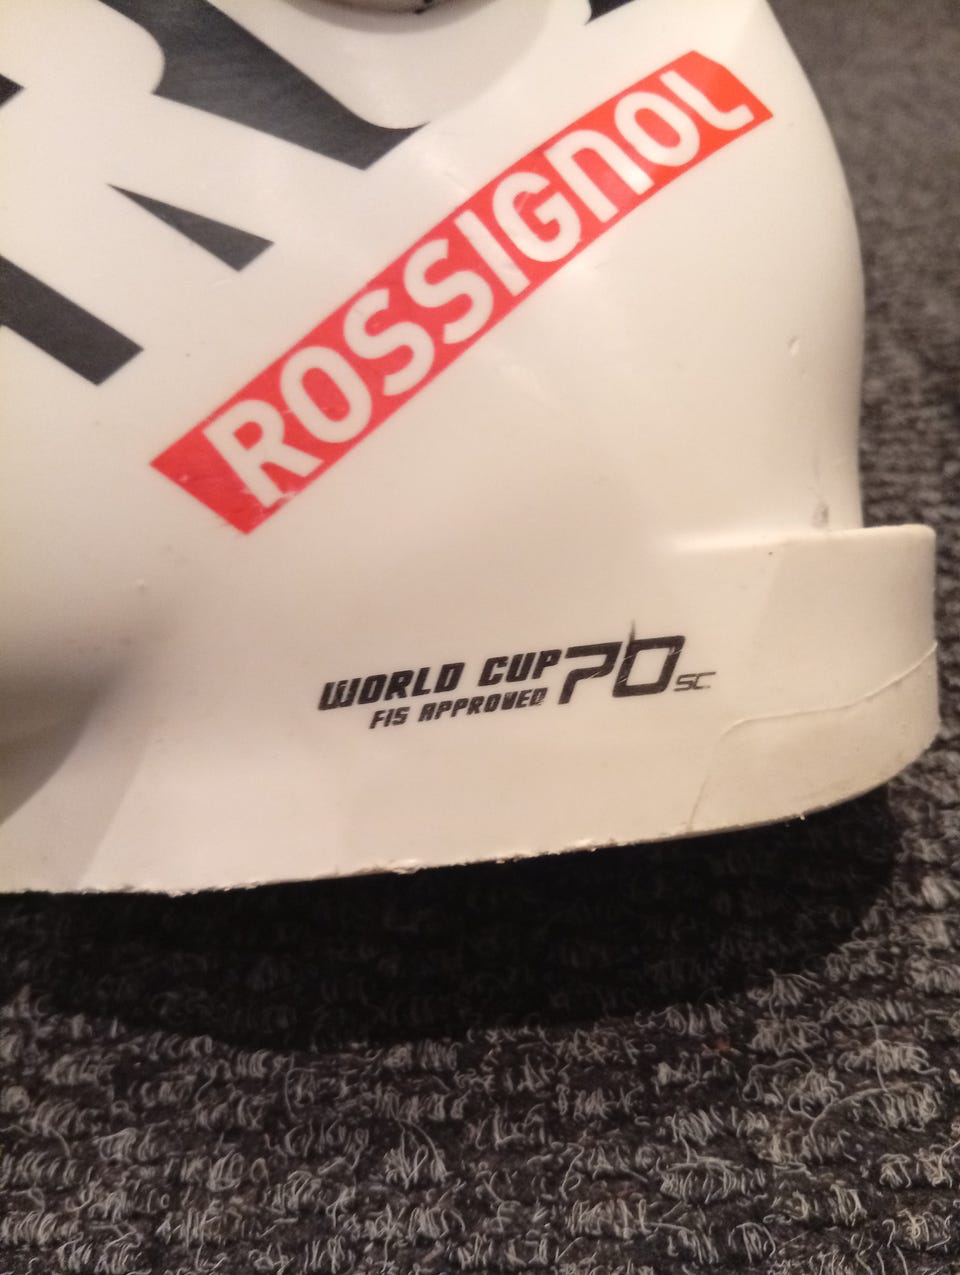 ROSSIGNOL
WORLD CUP 70 SC
FIS APPROVED